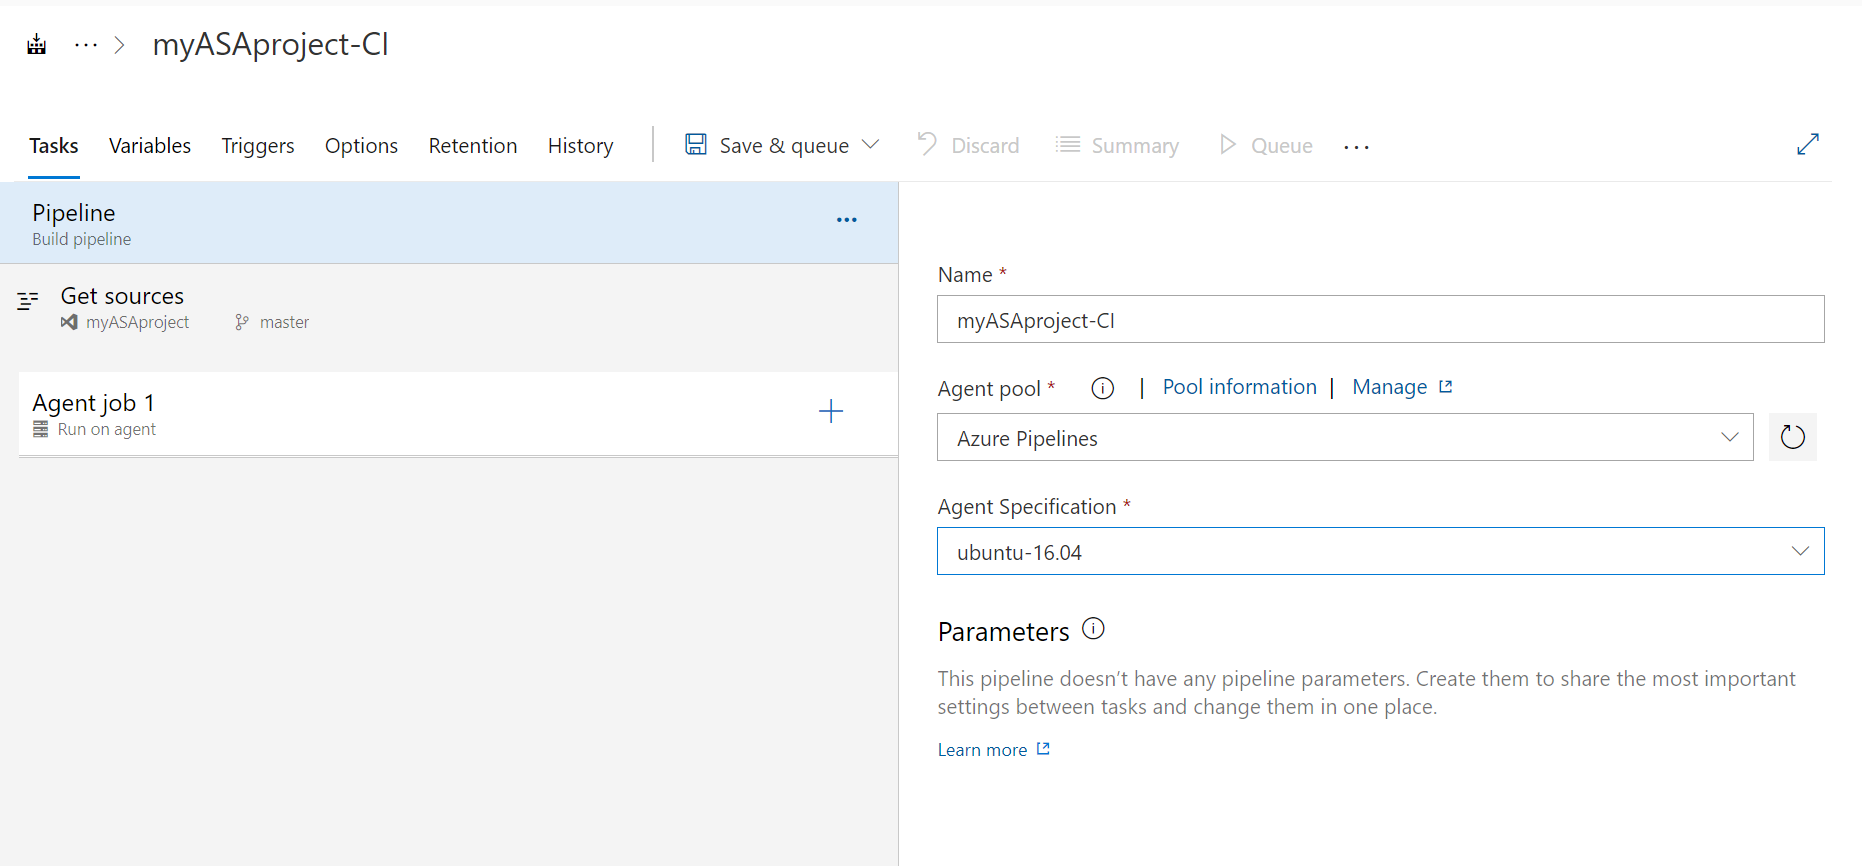 myASAproject-CI
Tasks Variables Triggers Options Retention History Save & queue Discard Summary Queue
Pipeline
Build pipeline
Get sources
myASAproject master
Agent job 1
Run on agent
Name *
myASAproject-CI
Agent pool * | Pool information | Manage
Azure Pipelines
Agent Specification *
ubuntu-16.04
Parameters
This pipeline doesn't have any pipeline parameters. Create them to share the most important
settings between tasks and change them in one place.
Learn more